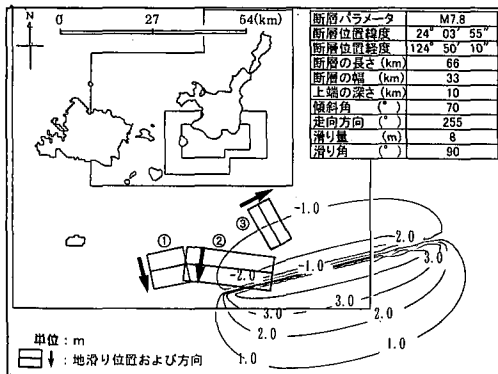 N
0 27 54(km)
断層パラメータ M7.8
断層位置緯度 24° 03' 55"
断層位置経度 124° 50' 10"
断層の長さ(km) 66
断層の幅(km) 33
上端の深さ(km) 10
傾斜角 (°) 70
走向方向 (°) 255
滑り量 (m) 8
滑り角 (°) 90
① ② ③
-1.0
-2.0 -1.0 2.0
3.0
3.0
3.0
2.0
2.0
1.0
1.0
単位：m
：地滑り位置および方向